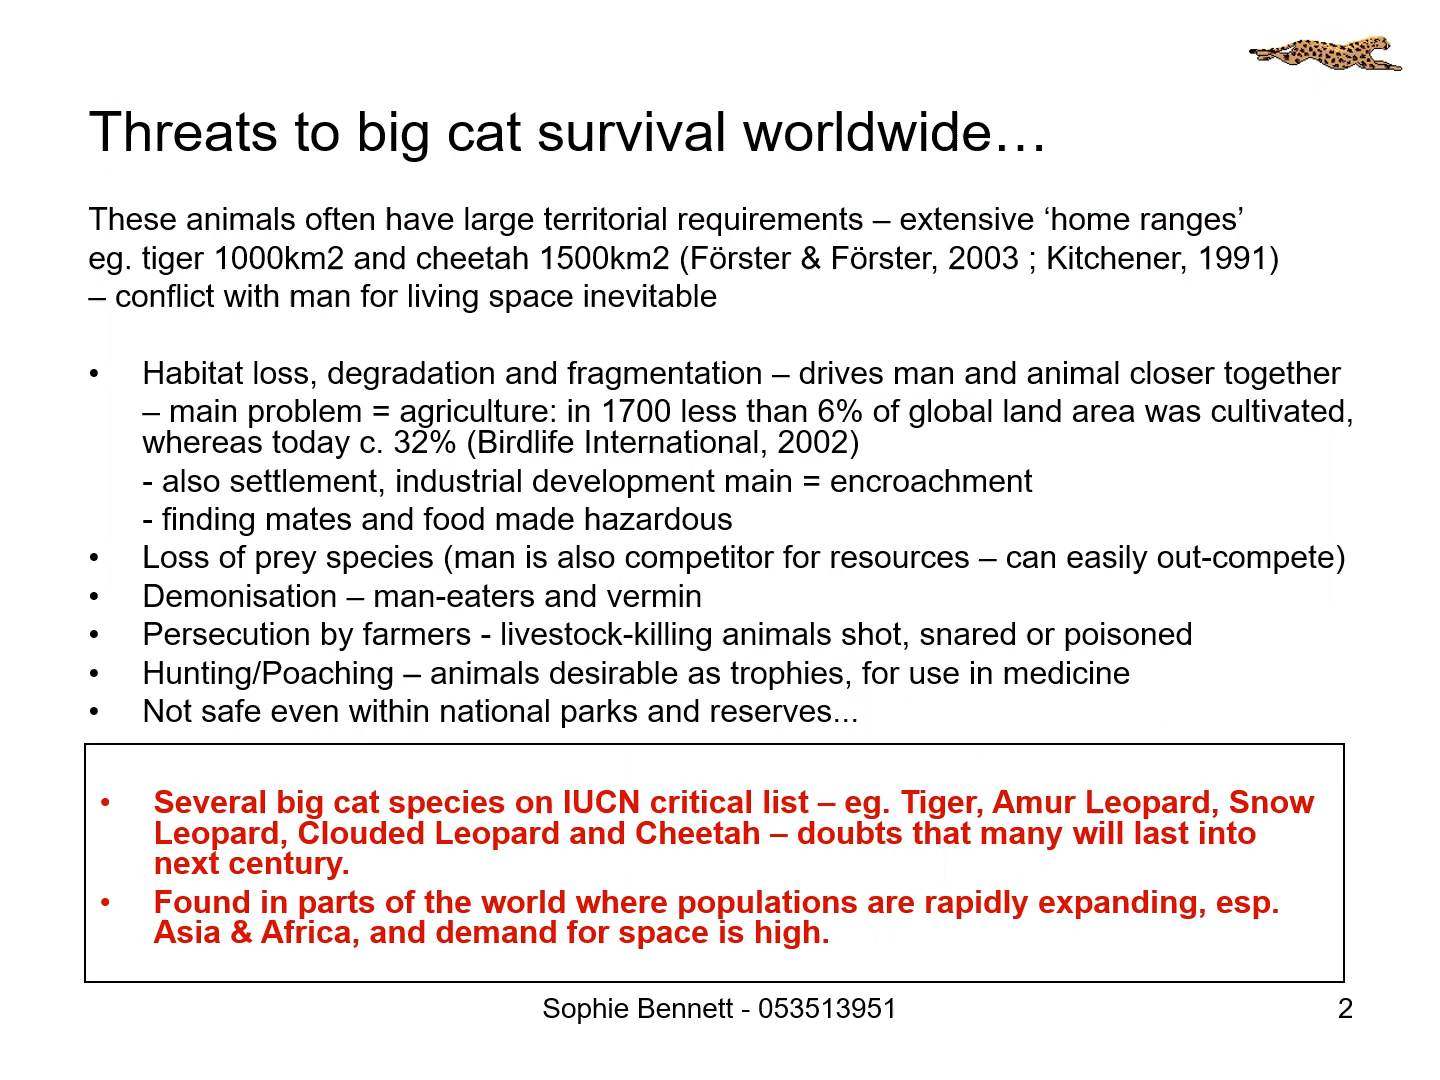 Threats to big cat survival worldwide…
These animals often have large territorial requirements – extensive ‘home ranges’
eg. tiger 1000km2 and cheetah 1500km2 (Förster & Förster, 2003 ; Kitchener, 1991)
– conflict with man for living space inevitable
• Habitat loss, degradation and fragmentation – drives man and animal closer together
– main problem = agriculture: in 1700 less than 6% of global land area was cultivated,
whereas today c. 32% (Birdlife International, 2002)
- also settlement, industrial development main = encroachment
- finding mates and food made hazardous
• Loss of prey species (man is also competitor for resources – can easily out-compete)
• Demonisation – man-eaters and vermin
• Persecution by farmers - livestock-killing animals shot, snared or poisoned
• Hunting/Poaching – animals desirable as trophies, for use in medicine
• Not safe even within national parks and reserves...
• Several big cat species on IUCN critical list – eg. Tiger, Amur Leopard, Snow
Leopard, Clouded Leopard and Cheetah – doubts that many will last into
next century.
• Found in parts of the world where populations are rapidly expanding, esp.
Asia & Africa, and demand for space is high.
Sophie Bennett - 053513951
2